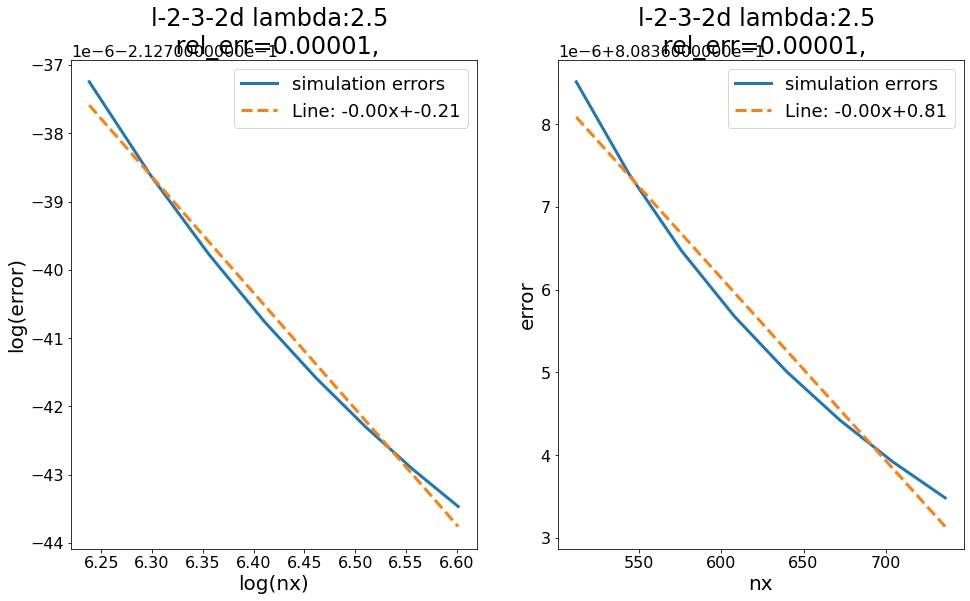 l-2-3-2d lambda:2.5
rel_err=0.00001,
1e−6−2.1270000000e−1
−37
−38
−39
−40
−41
−42
−43
−44
log(error)
simulation errors
Line: -0.00x+-0.21
6.25 6.30 6.35 6.40 6.45 6.50 6.55 6.60
log(nx)
l-2-3-2d lambda:2.5
rel_err=0.00001,
1e−6+8.0836000000e−1
8
7
6
5
4
3
error
simulation errors
Line: -0.00x+0.81
550 600 650 700
nx